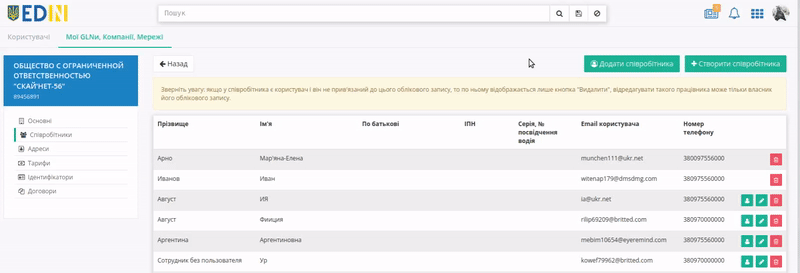 EDIN
Пошук
Користувачі
Мої GLNи, Компанії, Мережі
ОБЩЕСТВО С ОГРАНИЧЕННОЙ
ОТВЕТСТВЕННОСТЬЮ
"СКАЙ'НЕТ-56"
89456891
Основні
Співробітники
Адреси
Тарифи
Ідентифікатори
Договори
Назад
Додати співробітника
Створити співробітника
Зверніть увагу: якщо у співробітника є користувач і він не прив'язаний до цього облікового запису, то по ньому відображається лише кнопка "Видалити", відредагувати такого працівника може тільки власник
його облікового запису.
Прізвище Ім'я По батькові ІПН Серія, № посвідчення водія Email користувача Номер телефону
Арно Мар'яна-Елена munchen111@ukr.net 380097556000
Иванов Иван witenap179@dmsdmg.com 380975560000
Август ИЯ ia@ukr.net 380975560000
Август Фииция rilip69209@britted.com 380970000000
Аргентина Аргентиновна mebim10654@eyeremind.com 380975560000
Сотрудник без пользователя Ур kowef79962@britted.com 380970000000